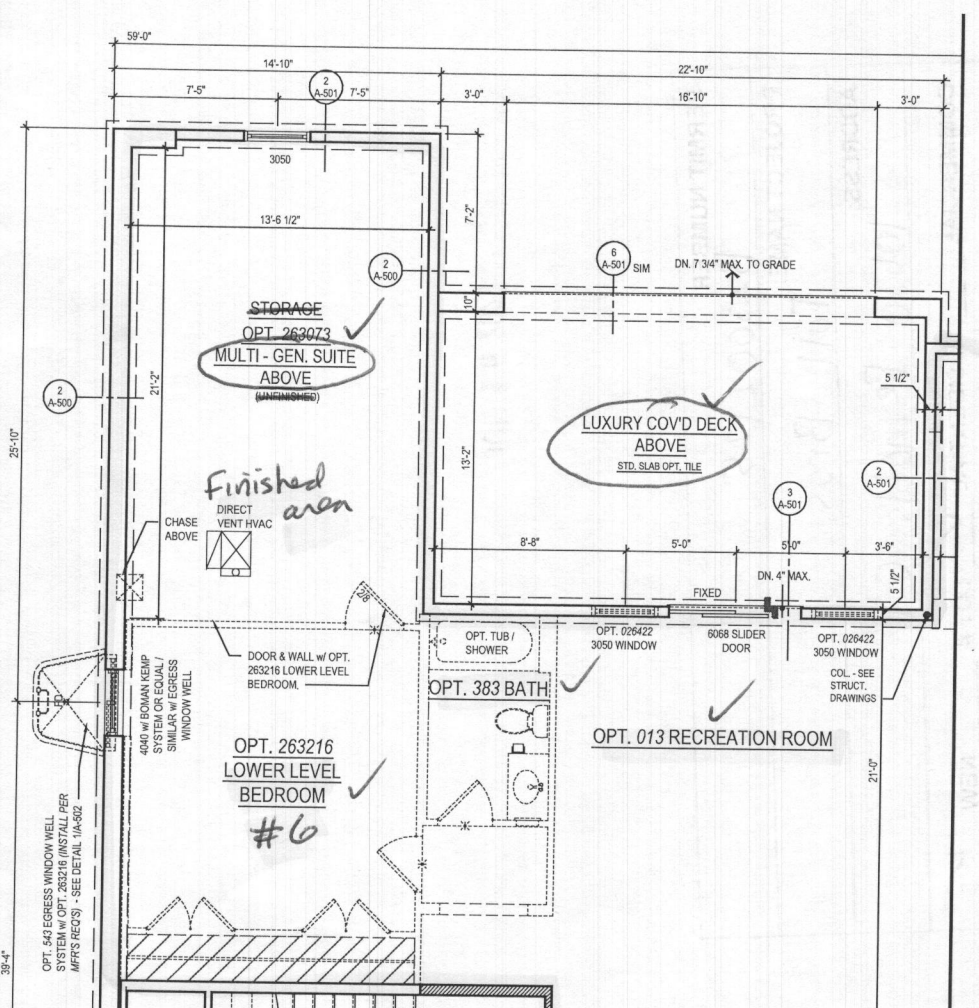 59'-0"
14'-10"
22'-10"
7'-5"
2
A-501
7'-5"
3'-0"
16'-10"
3'-0"
3050
13'-6 1/2"
7'-2"
2
A-500
6
A-501
SIM
DN. 7 3/4" MAX. TO GRADE
10"
STORAGE
OPT. 263073
MULTI - GEN. SUITE
ABOVE
(UNFINISHED)
21'-2"
2
A-500
25'-10"
5 1/2"
LUXURY COV'D DECK
ABOVE
STD. SLAB OPT. TILE
13'-2"
2
A-501
3
A-501
Finished
area
DIRECT
VENT HVAC
CHASE
ABOVE
8'-8"
5'-0"
5'-0"
3'-6"
DN. 4" MAX.
5 1/2"
FIXED
2/8
OPT. TUB /
SHOWER
OPT. 026422
3050 WINDOW
6068 SLIDER
DOOR
OPT. 026422
3050 WINDOW
DOOR & WALL w/ OPT.
263216 LOWER LEVEL
BEDROOM.
COL. - SEE
STRUCT.
DRAWINGS
4040 w/ BOMAN KEMP
SYSTEM OR EQUAL /
SIMILAR w/ EGRESS
WINDOW WELL
OPT. 383 BATH
OPT. 013 RECREATION ROOM
OPT. 263216
LOWER LEVEL
BEDROOM
#6
21'-0"
OPT. 543 EGRESS WINDOW WELL
SYSTEM w/ OPT. 263216 (INSTALL PER
MFR'S REQ'S) - SEE DETAIL 1/A-502
39'-4"